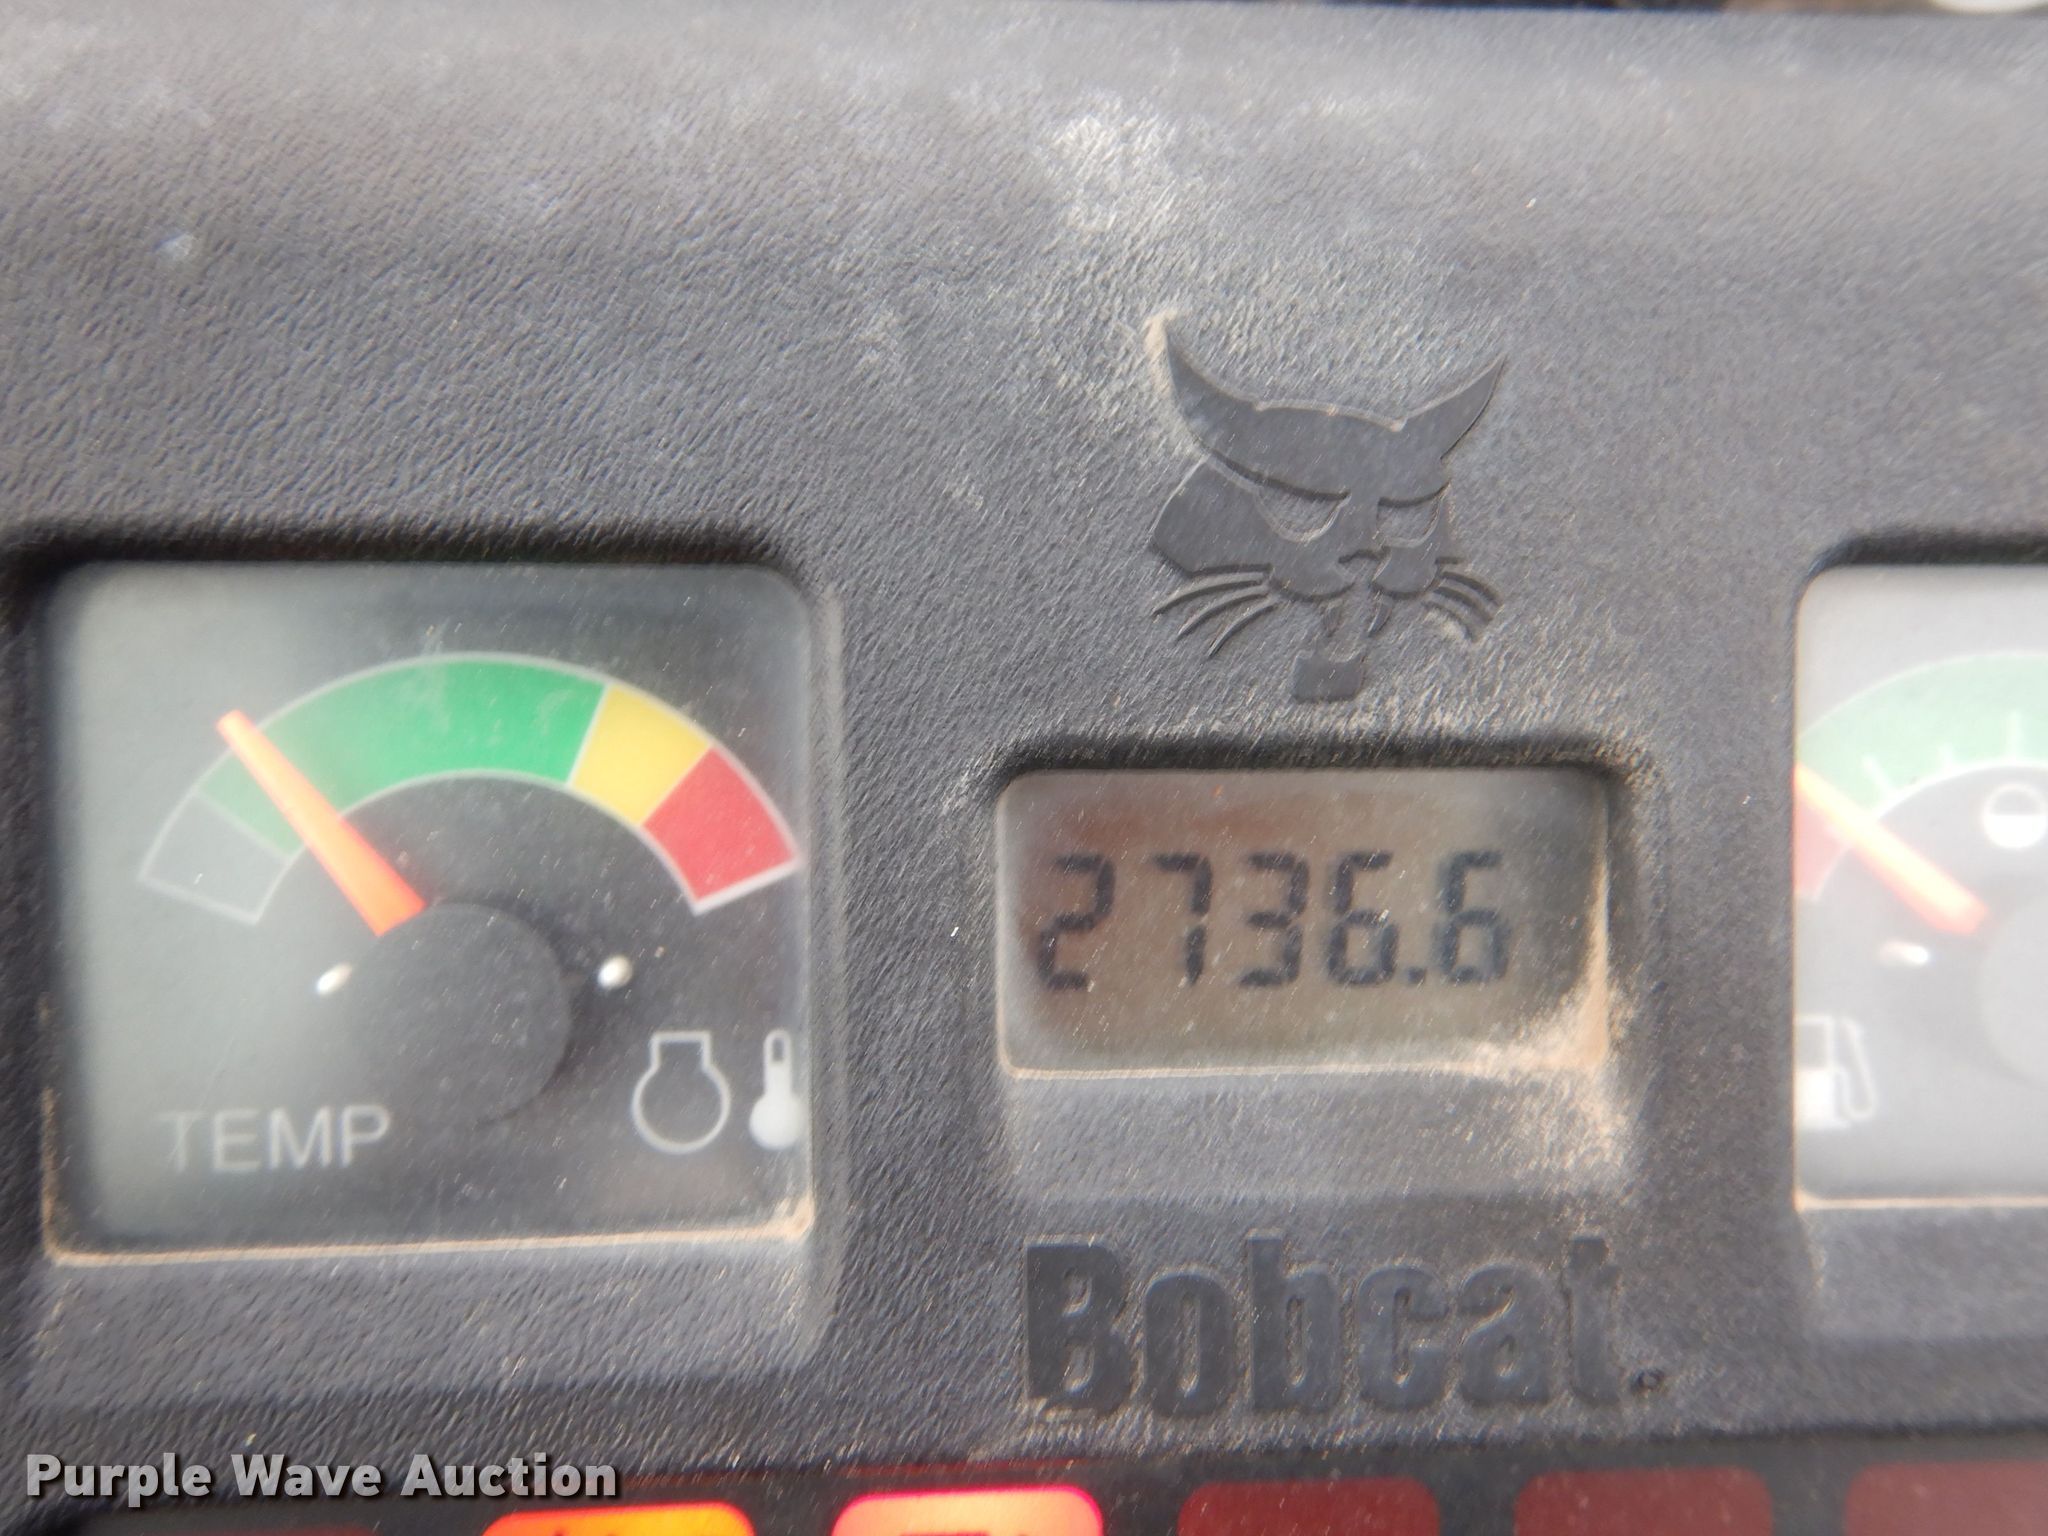 2736.6
TEMP
Bobcat
Purple Wave Auction